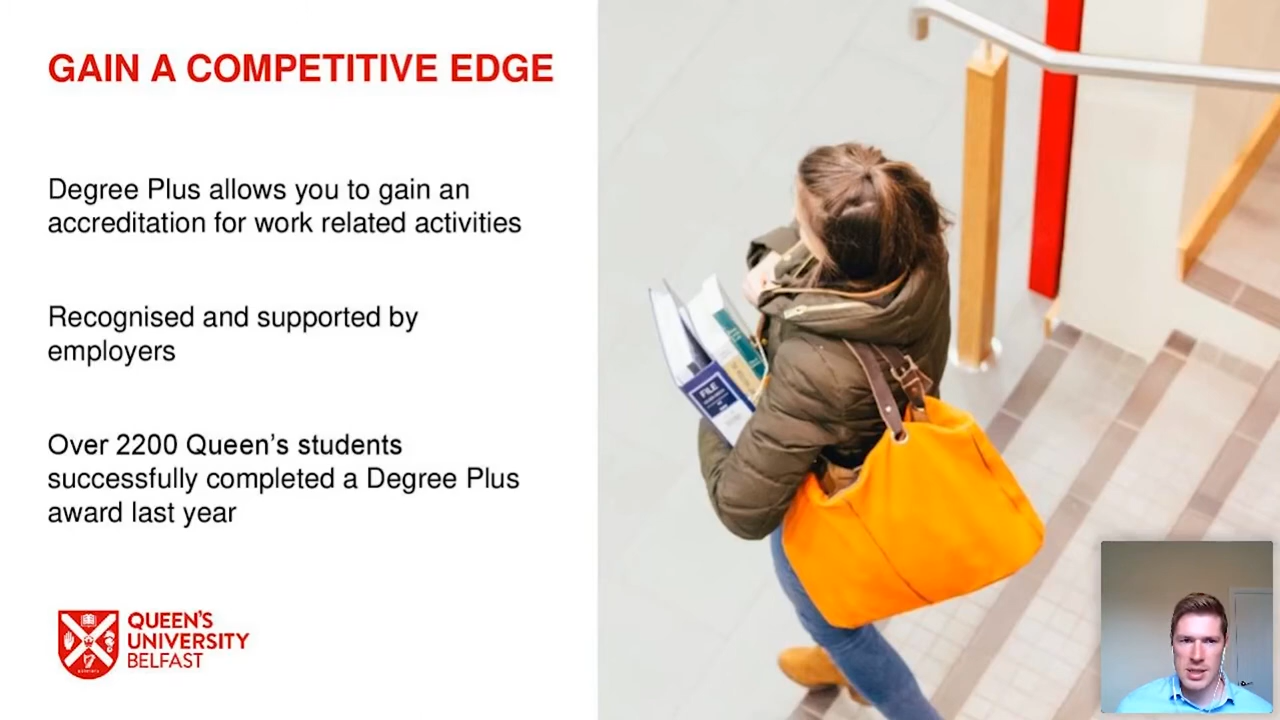 GAIN A COMPETITIVE EDGE
Degree Plus allows you to gain an
accreditation for work related activities
Recognised and supported by
employers
Over 2200 Queen’s students
successfully completed a Degree Plus
award last year
QUEEN’S
UNIVERSITY
BELFAST
FILE